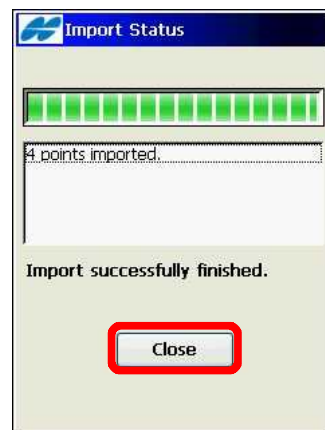 Import Status
4 points imported.
Import successfully finished.
Close